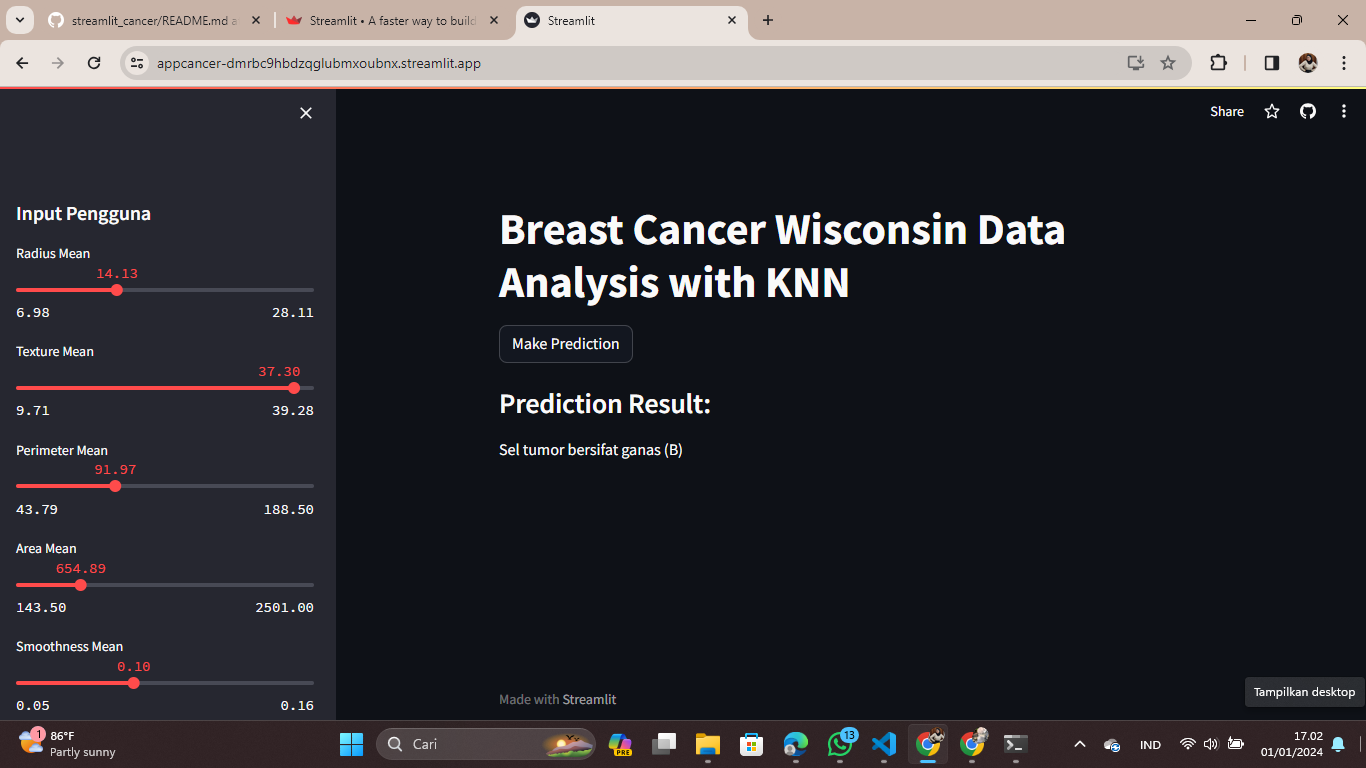 streamlit_cancer/README.md a
Streamlit • A faster way to build
Streamlit
appcancer-dmrbc9hbdzqglubmxoubnx.streamlit.app
Share
Input Pengguna
Radius Mean
14.13
6.98 28.11
Texture Mean
37.30
9.71 39.28
Perimeter Mean
91.97
43.79 188.50
Area Mean
654.89
143.50 2501.00
Smoothness Mean
0.10
0.05 0.16
Breast Cancer Wisconsin Data
Analysis with KNN
Make Prediction
Prediction Result:
Sel tumor bersifat ganas (B)
Made with Streamlit
Tampilkan desktop
1
86°F
Partly sunny
Cari
PRE
13
IND
17.02
01/01/2024